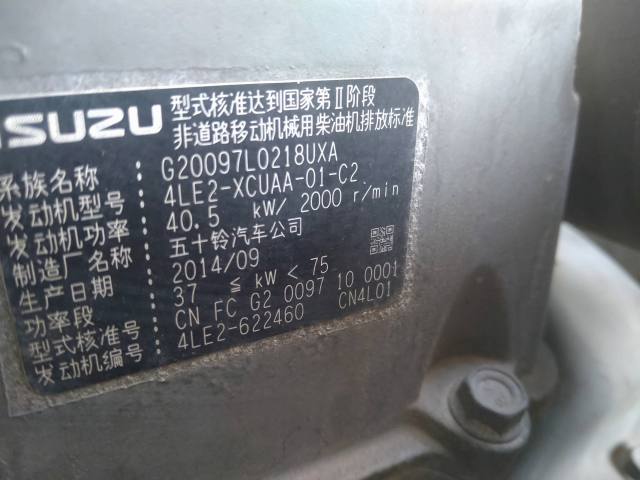 ISUZU
型式核准达到国家第Ⅱ阶段
非道路移动机械用柴油机排放标准
系族名称： G20097L0218UXA
发动机型号： 4LE2-XCUAA-01-C2
发动机功率： 40.5 kW/ 2000 r/min
制造厂名称： 五十铃汽车公司
生产日期： 2014/09
功率段： 37 ≦ kW < 75
型式核准号： CN FC G2 0097 10 0001
发动机编号： 4LE2-622460 CN4L01